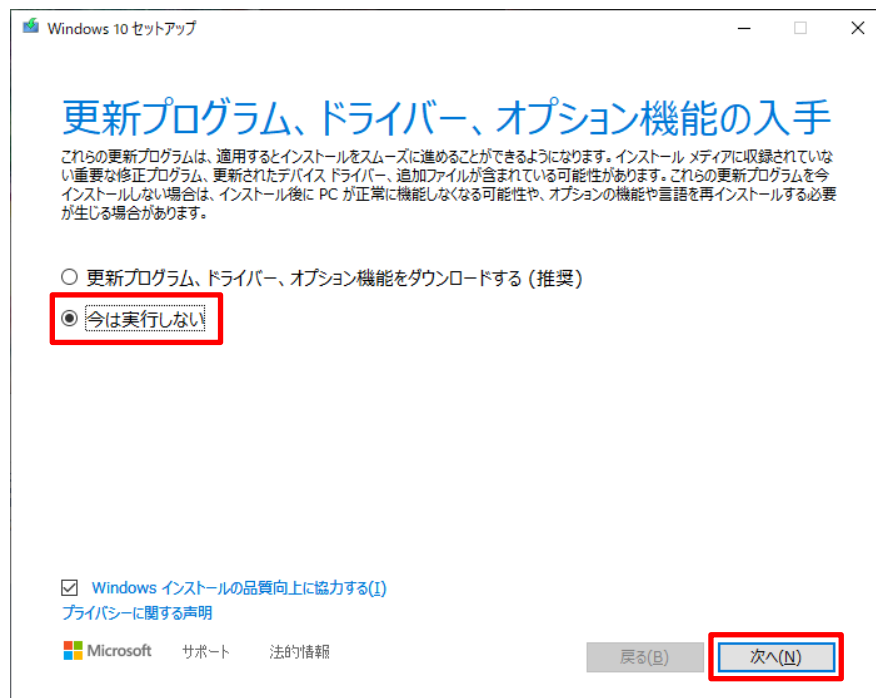 Windows 10 セットアップ
更新プログラム、ドライバー、オプション機能の入手
これらの更新プログラムは、適用するとインストールをスムーズに進めることができるようになります。インストール メディアに収録されていな
い重要な修正プログラム、更新されたデバイス ドライバー、追加ファイルが含まれている可能性があります。これらの更新プログラムを今
インストールしない場合は、インストール後に PC が正常に機能しなくなる可能性や、オプションの機能や言語を再インストールする必要
が生じる場合があります。
更新プログラム、ドライバー、オプション機能をダウンロードする (推奨)
今は実行しない
Windows インストールの品質向上に協力する(I)
プライバシーに関する声明
Microsoft サポート 法的情報 戻る(B) 次へ(N)